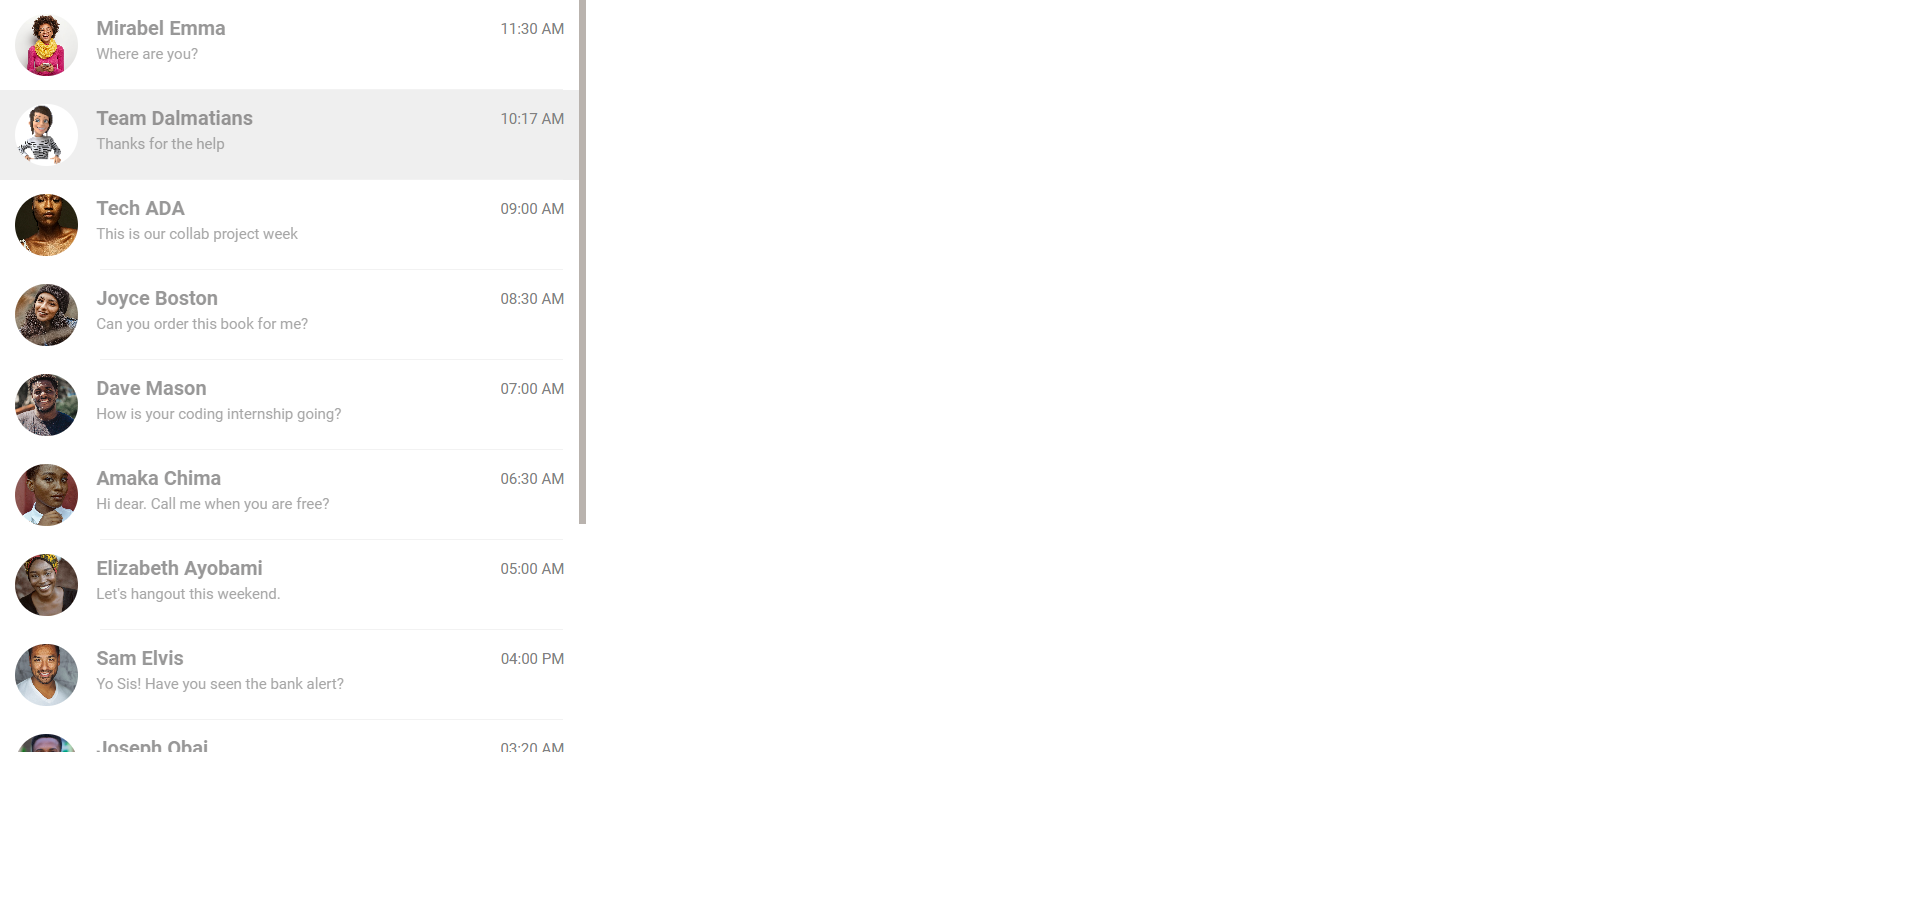 Mirabel Emma 11:30 AM
Where are you?
Team Dalmatians 10:17 AM
Thanks for the help
Tech ADA 09:00 AM
This is our collab project week
Joyce Boston 08:30 AM
Can you order this book for me?
Dave Mason 07:00 AM
How is your coding internship going?
Amaka Chima 06:30 AM
Hi dear. Call me when you are free?
Elizabeth Ayobami 05:00 AM
Let's hangout this weekend.
Sam Elvis 04:00 PM
Yo Sis! Have you seen the bank alert?
Joseph Obai 03:20 AM